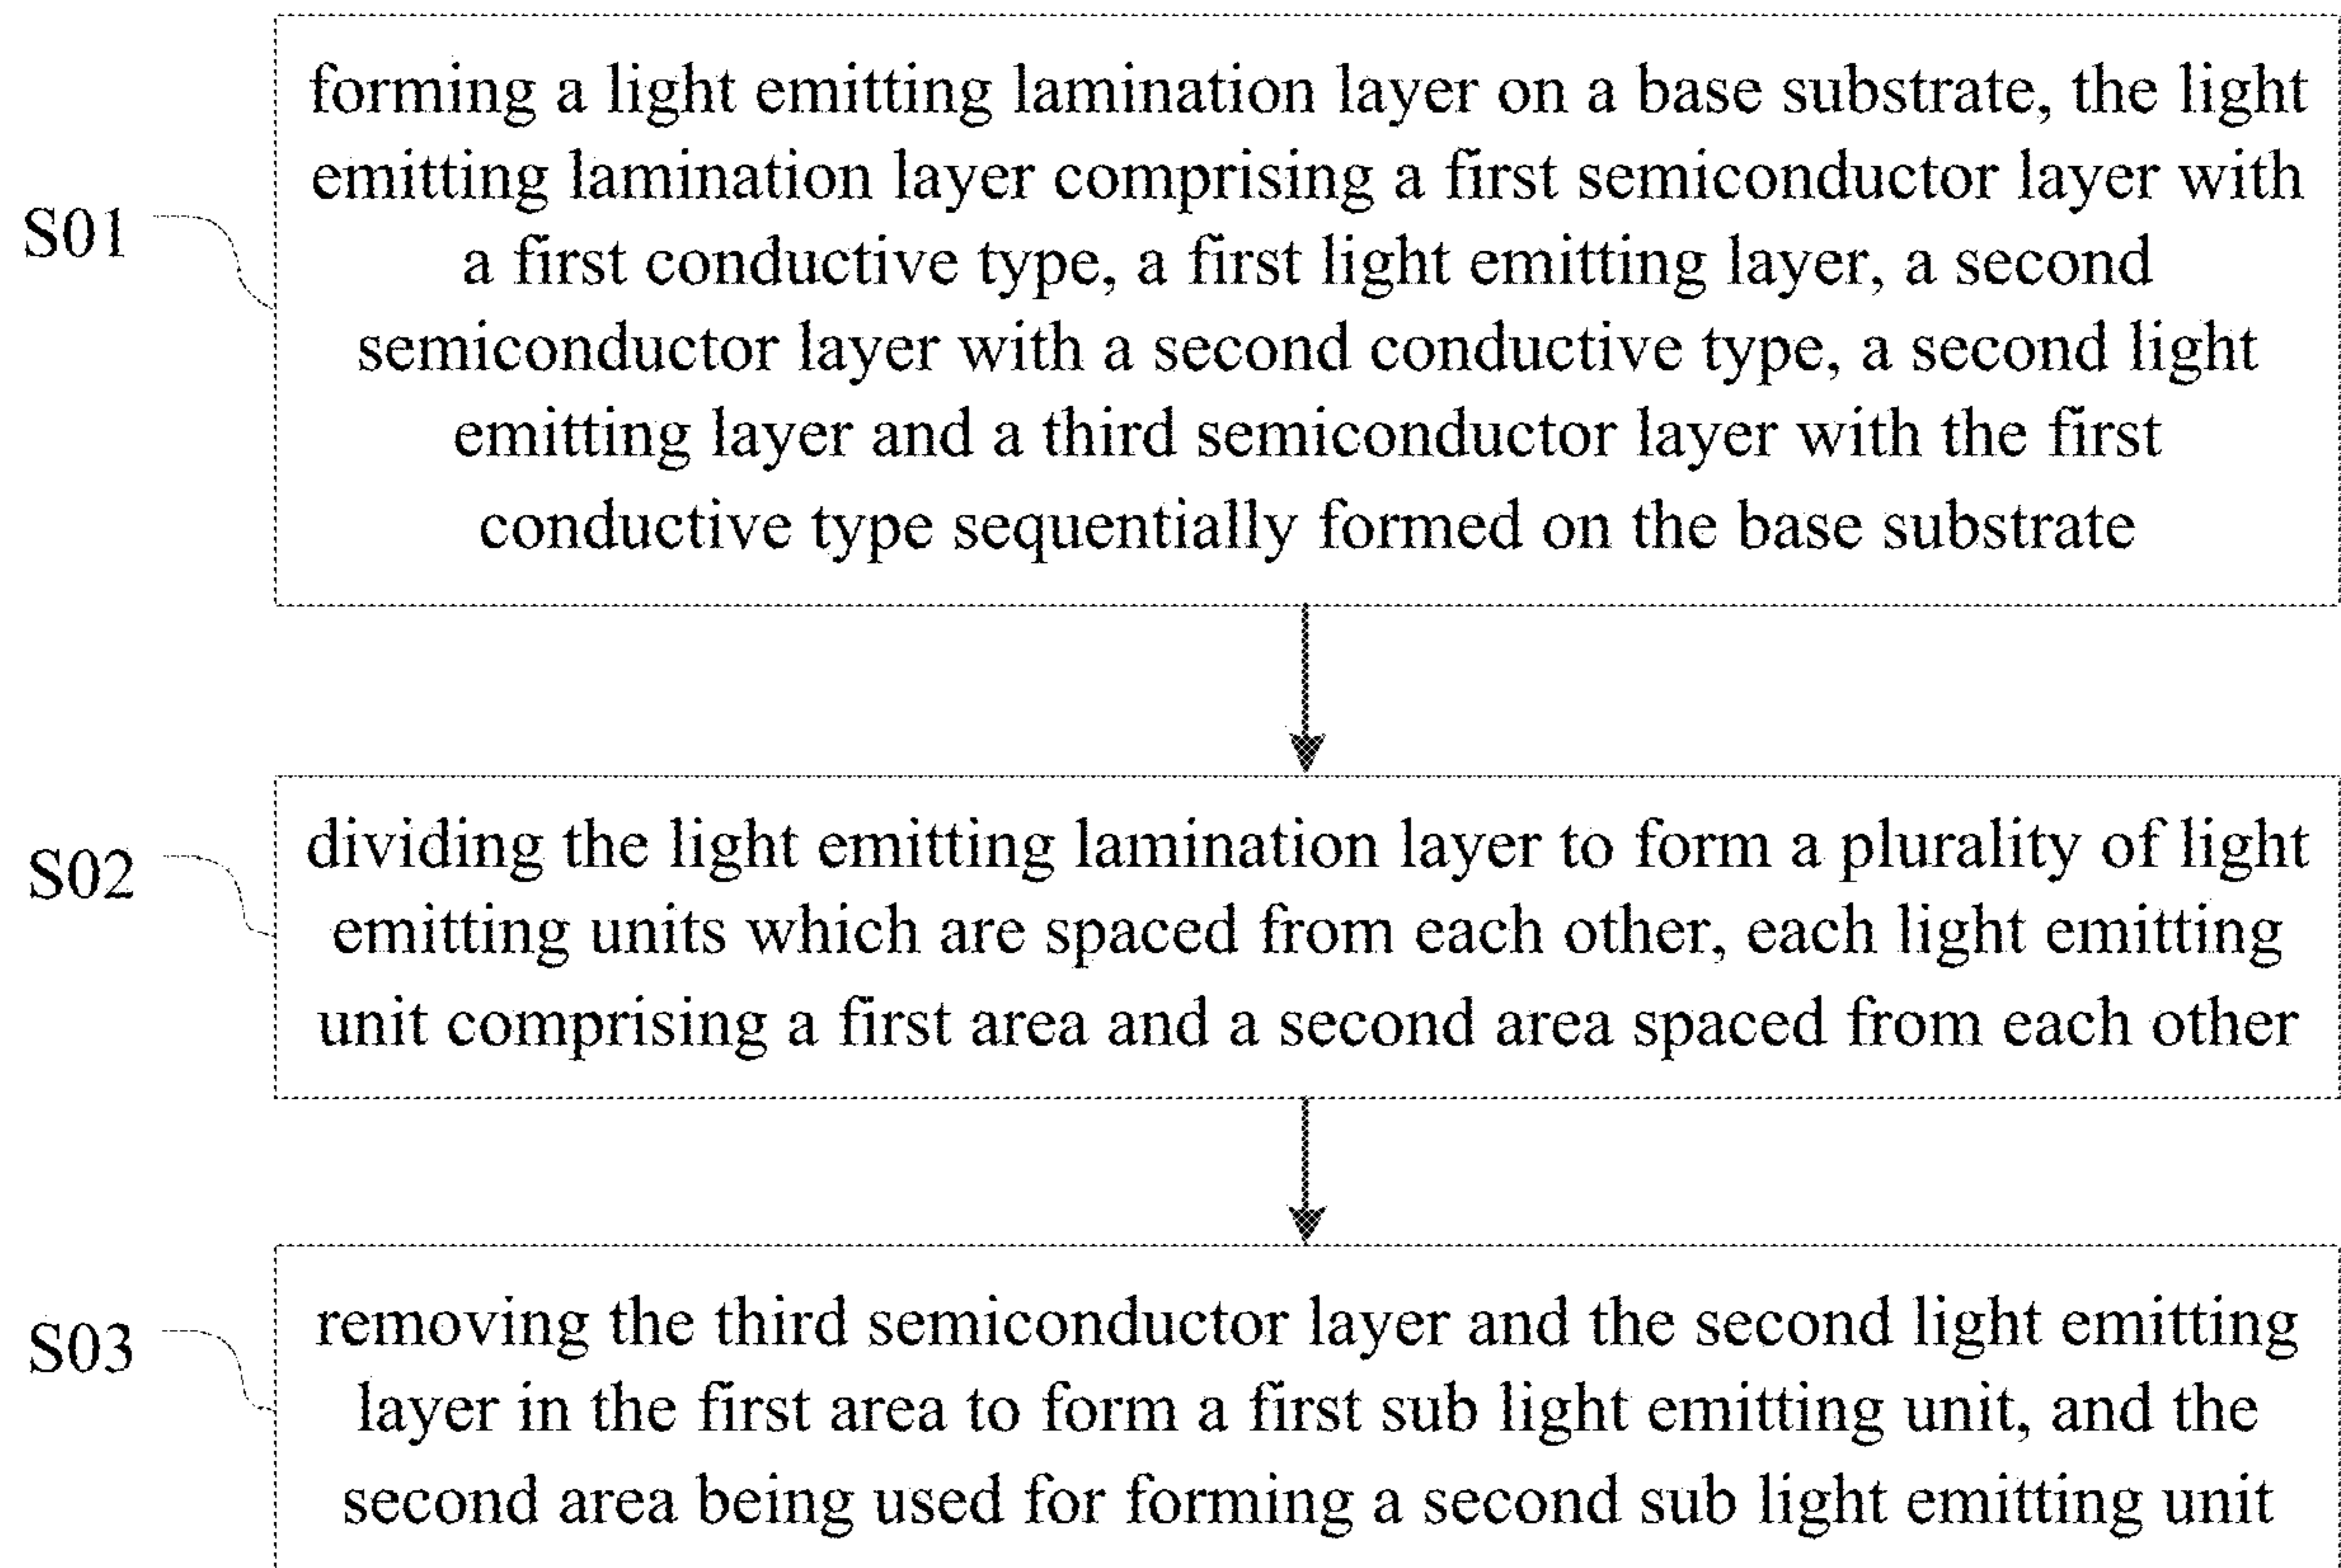 S01
forming a light emitting lamination layer on a base substrate, the light
emitting lamination layer comprising a first semiconductor layer with
a first conductive type, a first light emitting layer, a second
semiconductor layer with a second conductive type, a second light
emitting layer and a third semiconductor layer with the first
conductive type sequentially formed on the base substrate
S02
dividing the light emitting lamination layer to form a plurality of light
emitting units which are spaced from each other, each light emitting
unit comprising a first area and a second area spaced from each other
S03
removing the third semiconductor layer and the second light emitting
layer in the first area to form a first sub light emitting unit, and the
second area being used for forming a second sub light emitting unit